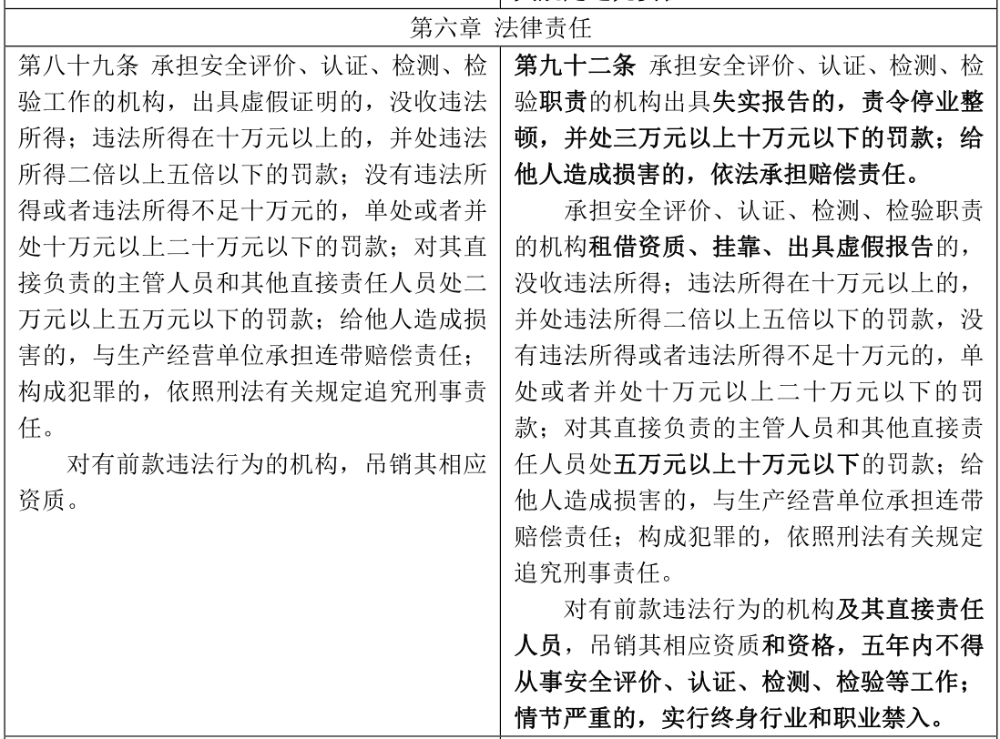 第六章 法律责任
第八十九条 承担安全评价、认证、检测、检
验工作的机构，出具虚假证明的，没收违法
所得；违法所得在十万元以上的，并处违法
所得二倍以上五倍以下的罚款；没有违法所
得或者违法所得不足十万元的，单处或者并
处十万元以上二十万元以下的罚款；对其直
接负责的主管人员和其他直接责任人员处二
万元以上五万元以下的罚款；给他人造成损
害的，与生产经营单位承担连带赔偿责任；
构成犯罪的，依照刑法有关规定追究刑事责
任。
对有前款违法行为的机构，吊销其相应
资质。
第九十二条 承担安全评价、认证、检测、检
验职责的机构出具失实报告的，责令停业整
顿，并处三万元以上十万元以下的罚款；给
他人造成损害的，依法承担赔偿责任。
承担安全评价、认证、检测、检验职责
的机构租借资质、挂靠、出具虚假报告的，
没收违法所得；违法所得在十万元以上的，
并处违法所得二倍以上五倍以下的罚款，没
有违法所得或者违法所得不足十万元的，单
处或者并处十万元以上二十万元以下的罚
款；对其直接负责的主管人员和其他直接责
任人员处五万元以上十万元以下的罚款；给
他人造成损害的，与生产经营单位承担连带
赔偿责任；构成犯罪的，依照刑法有关规定
追究刑事责任。
对有前款违法行为的机构及其直接责任
人员，吊销其相应资质和资格，五年内不得
从事安全评价、认证、检测、检验等工作；
情节严重的，实行终身行业和职业禁入。